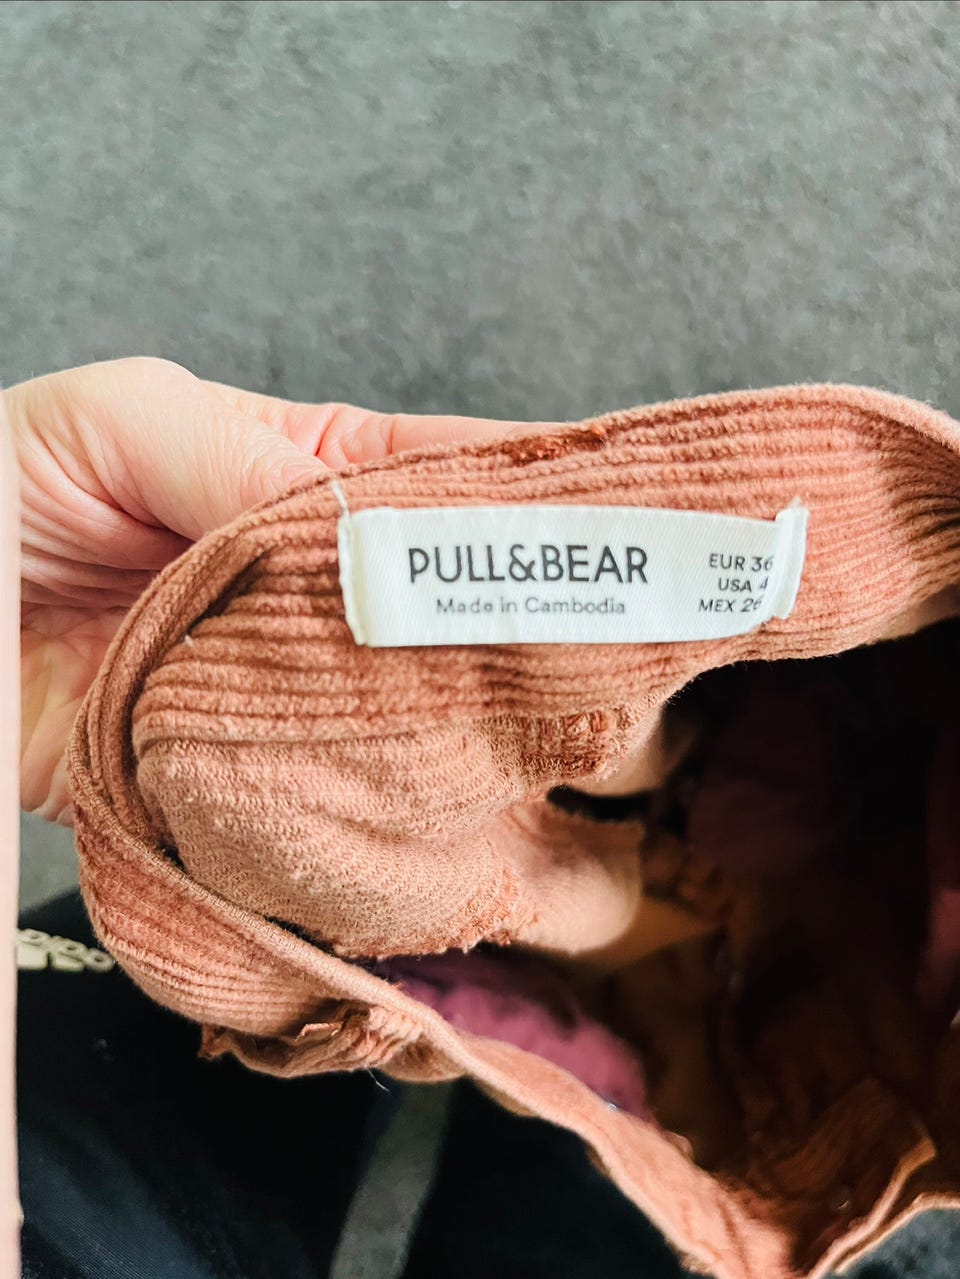 PULL&BEAR
Made in Cambodia
EUR 36
USA 4
MEX 26